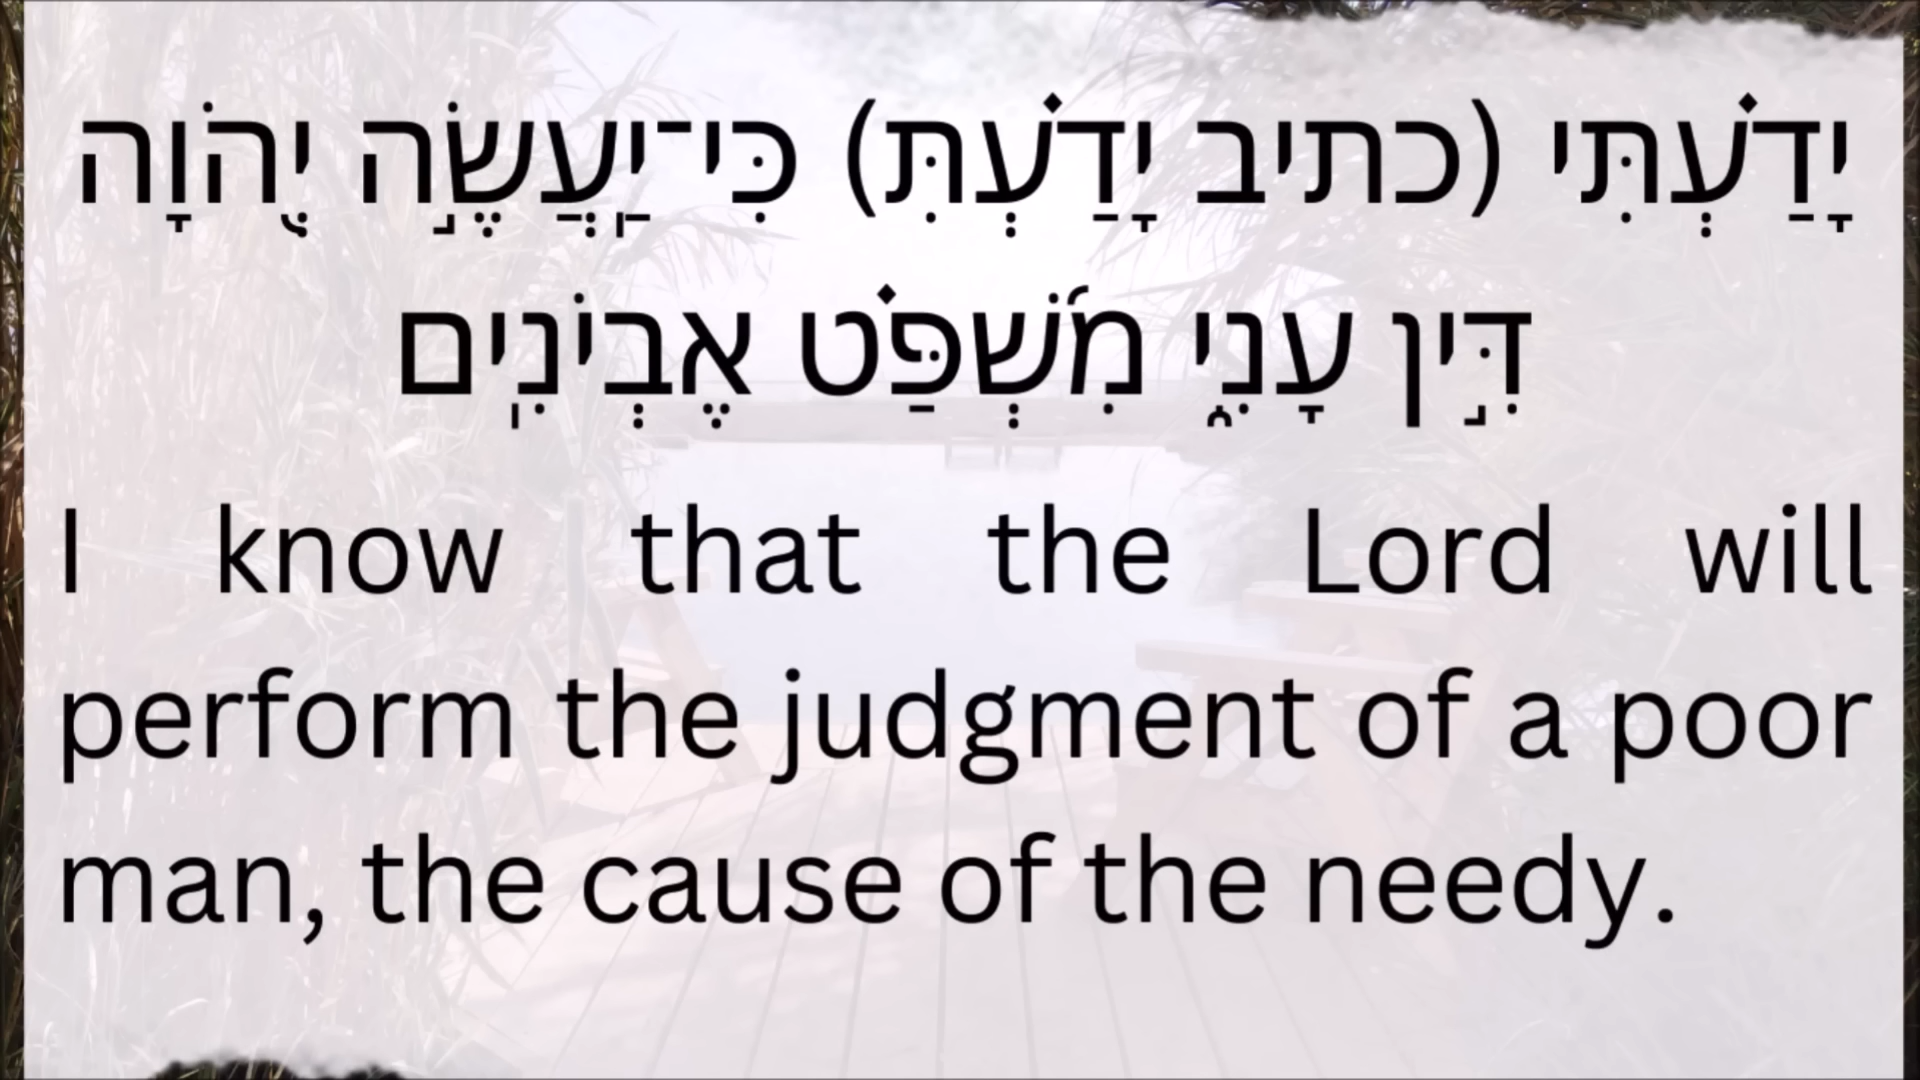 יָדַ֗עְתִּי (כתיב יָדַ֗עְתִּ) כִּי־יַֽעֲשֶׂ֣ה יְ֖הֹוָה
דִּ֣ין עָנִ֑י מִ֜שְׁפַּ֗ט אֶבְיֹנִֽים
I know that the Lord will
perform the judgment of a poor
man, the cause of the needy.